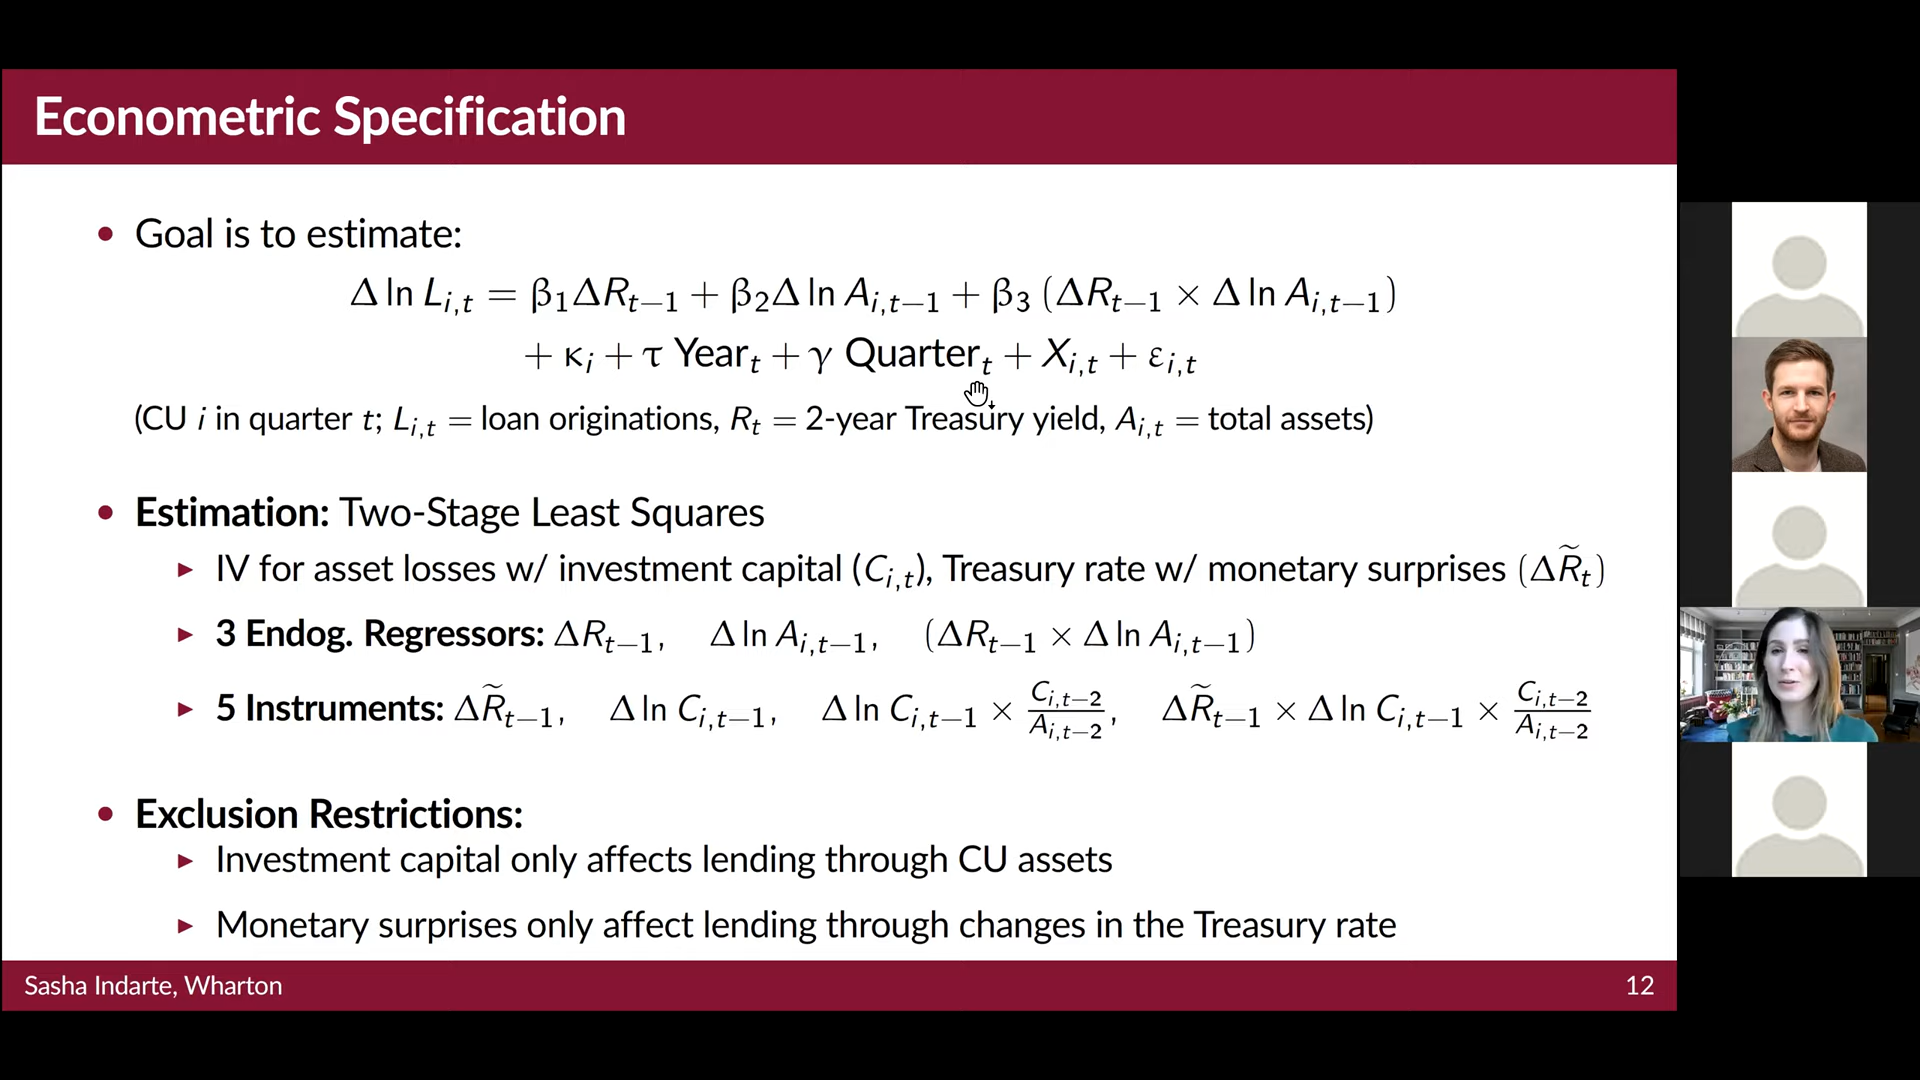 Econometric Specification
• Goal is to estimate:
Δ ln L_{i,t} = β₁ΔR_{t−1} + β₂Δ ln A_{i,t−1} + β₃ (ΔR_{t−1} × Δ ln A_{i,t−1})
+ κ_i + τ Year_t + γ Quarter_t + X_{i,t} + ε_{i,t}
(CU i in quarter t; L_{i,t} = loan originations, R_t = 2-year Treasury yield, A_{i,t} = total assets)
• Estimation: Two-Stage Least Squares
▶ IV for asset losses w/ investment capital (C_{i,t}), Treasury rate w/ monetary surprises (ΔR̃_t)
▶ 3 Endog. Regressors: ΔR_{t−1}, Δ ln A_{i,t−1}, (ΔR_{t−1} × Δ ln A_{i,t−1})
▶ 5 Instruments: ΔR̃_{t−1}, Δ ln C_{i,t−1}, Δ ln C_{i,t−1} × C_{i,t−2}/A_{i,t−2}, ΔR̃_{t−1} × Δ ln C_{i,t−1} × C_{i,t−2}/A_{i,t−2}
• Exclusion Restrictions:
▶ Investment capital only affects lending through CU assets
▶ Monetary surprises only affect lending through changes in the Treasury rate
Sasha Indarte, Wharton
12